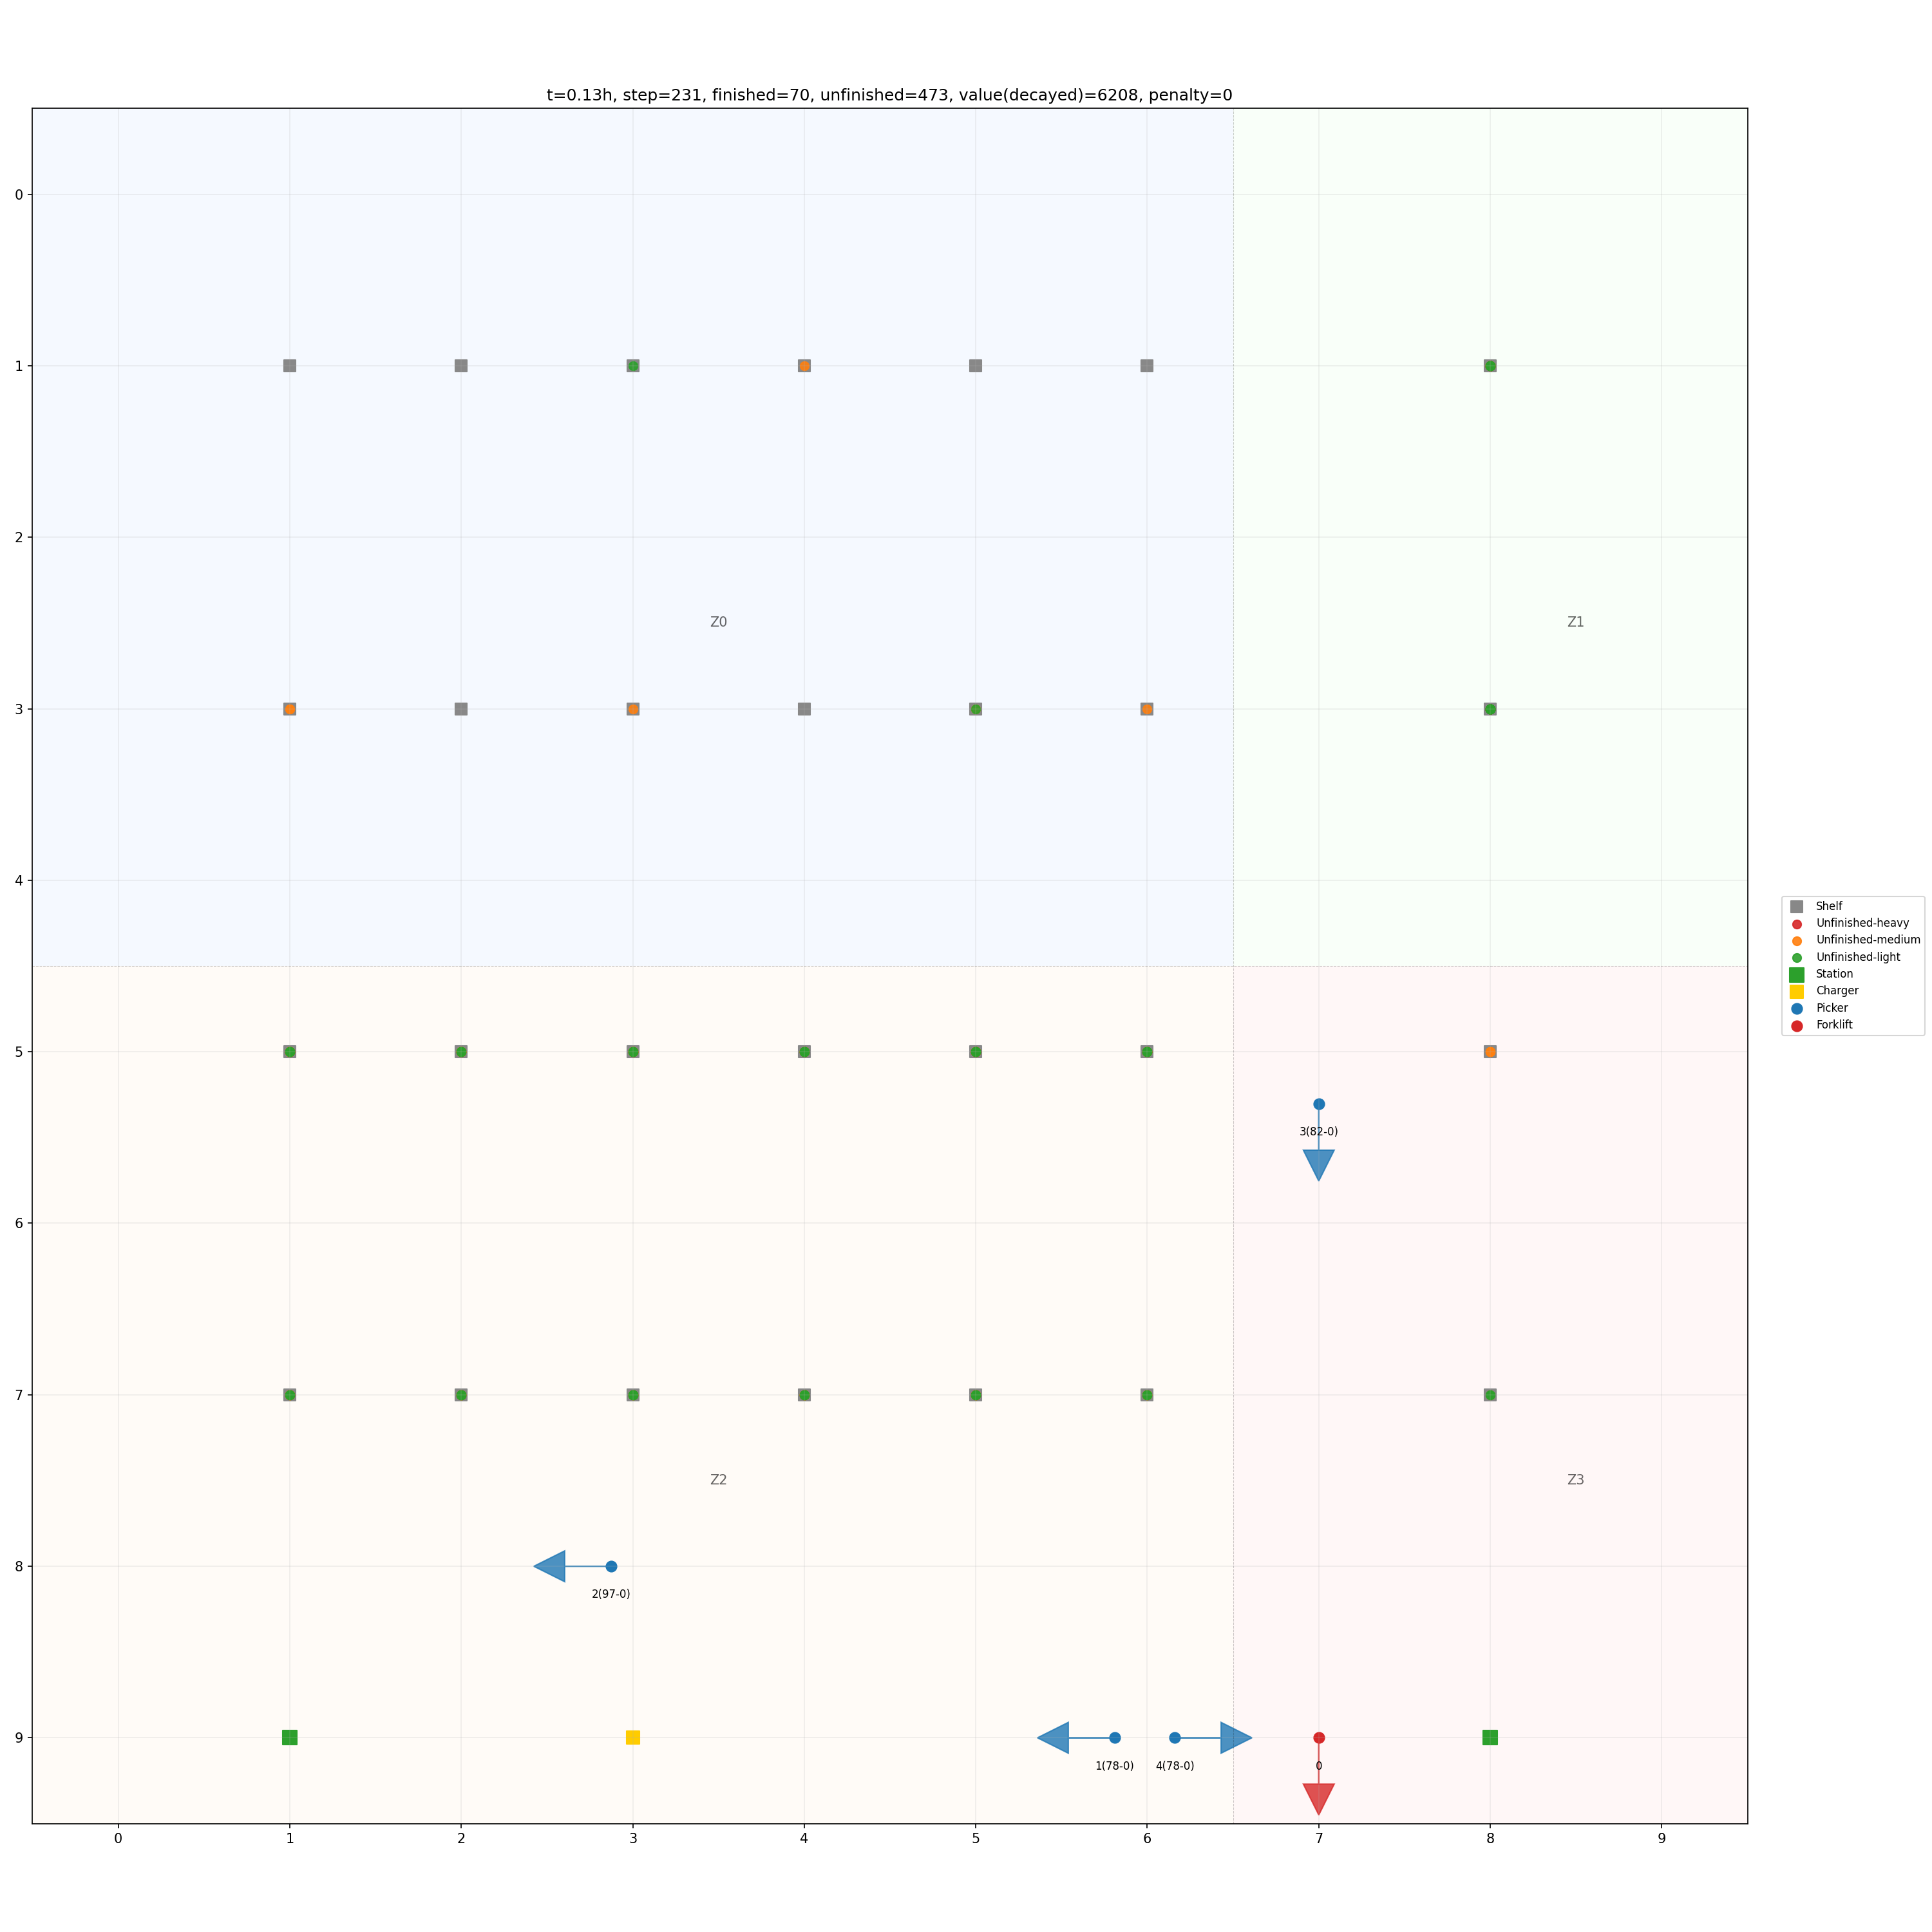 t=0.13h, step=231, finished=70, unfinished=473, value(decayed)=6208, penalty=0
0
1
2
Z0
Z1
3
4
Shelf
Unfinished-heavy
Unfinished-medium
Unfinished-light
Station
Charger
Picker
Forklift
5
3(82-0)
6
7
Z2
Z3
8
2(97-0)
9
1(78-0)
4(78-0)
0
0 1 2 3 4 5 6 7 8 9